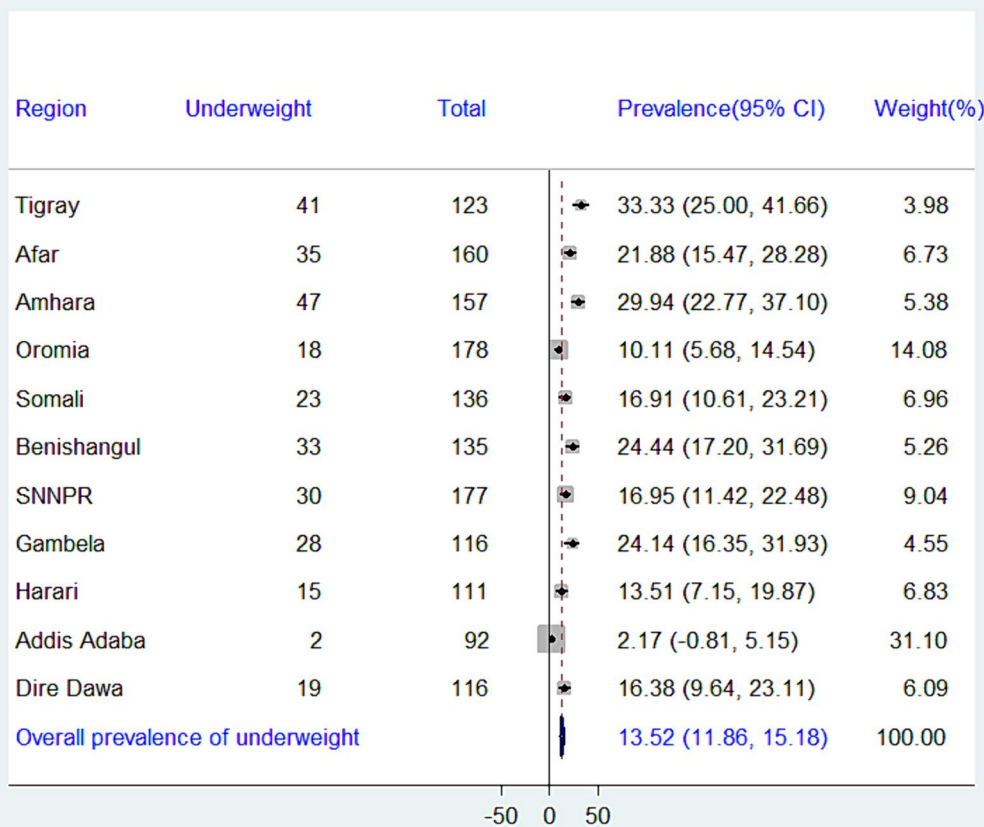 Region Underweight Total Prevalence(95% CI) Weight(%)
Tigray 41 123 33.33 (25.00, 41.66) 3.98
Afar 35 160 21.88 (15.47, 28.28) 6.73
Amhara 47 157 29.94 (22.77, 37.10) 5.38
Oromia 18 178 10.11 (5.68, 14.54) 14.08
Somali 23 136 16.91 (10.61, 23.21) 6.96
Benishangul 33 135 24.44 (17.20, 31.69) 5.26
SNNPR 30 177 16.95 (11.42, 22.48) 9.04
Gambela 28 116 24.14 (16.35, 31.93) 4.55
Harari 15 111 13.51 (7.15, 19.87) 6.83
Addis Adaba 2 92 2.17 (-0.81, 5.15) 31.10
Dire Dawa 19 116 16.38 (9.64, 23.11) 6.09
Overall prevalence of underweight 13.52 (11.86, 15.18) 100.00
-50 0 50